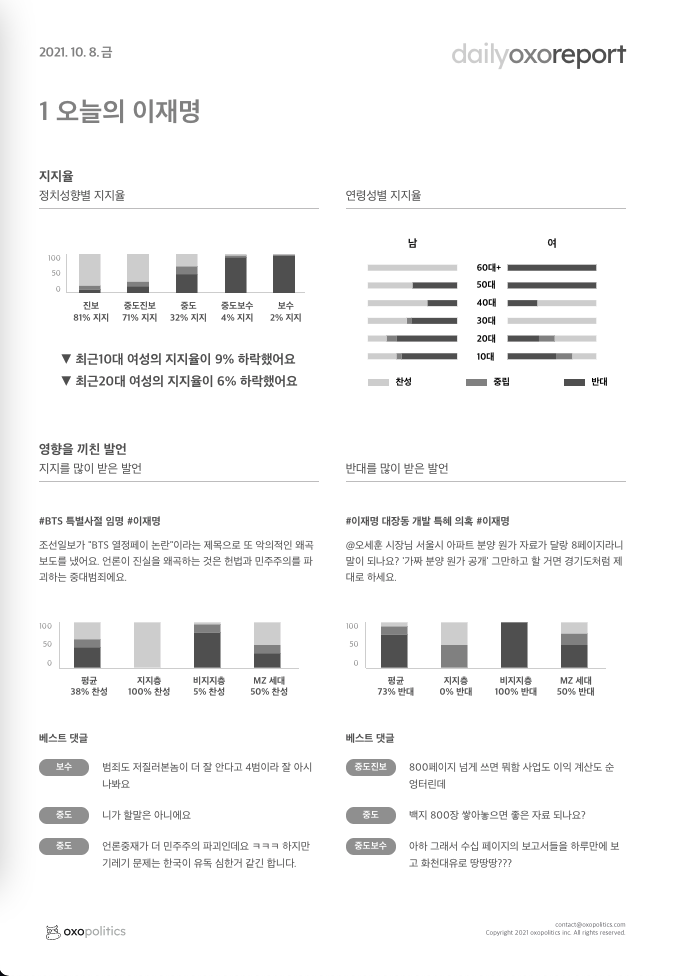 2021. 10. 8. 금
dailyoxoreport
1 오늘의 이재명
지지율
정치성향별 지지율
100
50
0
진보
81% 지지
중도진보
71% 지지
중도
32% 지지
중도보수
4% 지지
보수
2% 지지
▼ 최근10대 여성의 지지율이 9% 하락했어요
▼ 최근20대 여성의 지지율이 6% 하락했어요
연령성별 지지율
남
여
60대+
50대
40대
30대
20대
10대
찬성
중립
반대
영향을 끼친 발언
지지를 많이 받은 발언
#BTS 특별사절 임명 #이재명
조선일보가 "BTS 열정페이 논란"이라는 제목으로 또 악의적인 왜곡
보도를 냈어요. 언론이 진실을 왜곡하는 것은 헌법과 민주주의를 파
괴하는 중대범죄에요.
100
50
0
평균
38% 찬성
지지층
100% 찬성
비지지층
5% 찬성
MZ 세대
50% 찬성
베스트 댓글
보수
범죄도 저질러본놈이 더 잘 안다고 4범이라 잘 아시
나봐요
중도
니가 할말은 아니에요
중도
언론중재가 더 민주주의 파괴인데요 ㅋㅋㅋ 하지만
기레기 문제는 한국이 유독 심한거 같긴 합니다.
반대를 많이 받은 발언
#이재명 대장동 개발 특혜 의혹 #이재명
@오세훈 시장님 서울시 아파트 분양 원가 자료가 달랑 8페이지라니
말이 되나요? '가짜 분양 원가 공개' 그만하고 할 거면 경기도처럼 제
대로 하세요.
100
50
0
평균
73% 반대
지지층
0% 반대
비지지층
100% 반대
MZ 세대
50% 반대
베스트 댓글
중도진보
800페이지 넘게 쓰면 뭐함 사업도 이익 계산도 순
엉터린데
중도
백지 800장 쌓아놓으면 좋은 자료 되나요?
중도보수
아하 그래서 수십 페이지의 보고서들을 하루만에 보
고 화천대유로 땅땅땅???
oxopolitics
contact@oxopolitics.com
Copyright 2021 oxopolitics inc. All rights reserved.